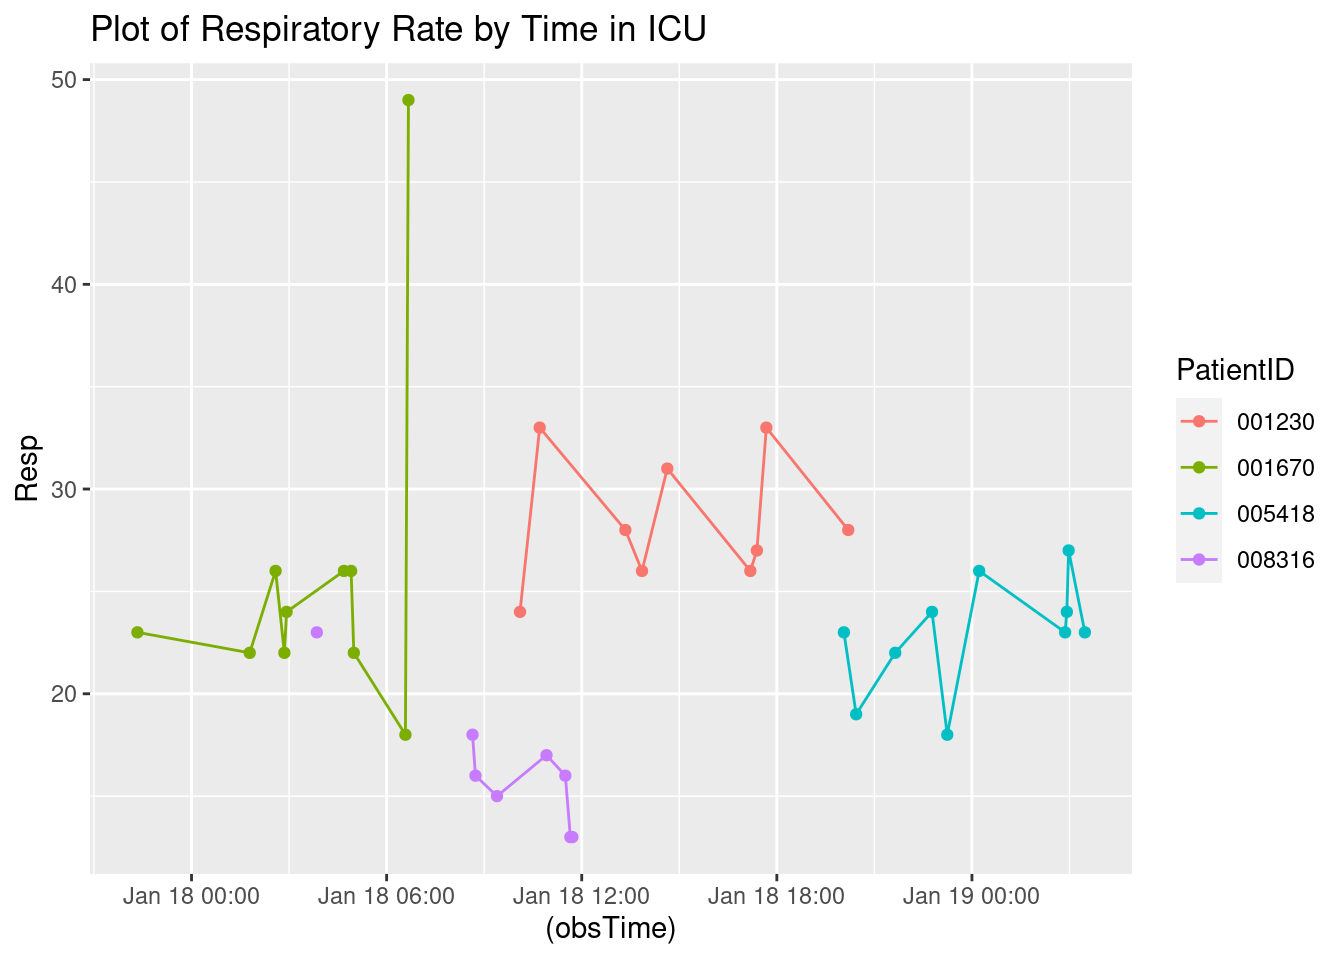 Plot of Respiratory Rate by Time in ICU
50
40
30
20
Resp
Jan 18 00:00 Jan 18 06:00 Jan 18 12:00 Jan 18 18:00 Jan 19 00:00
(obsTime)
PatientID
001230
001670
005418
008316